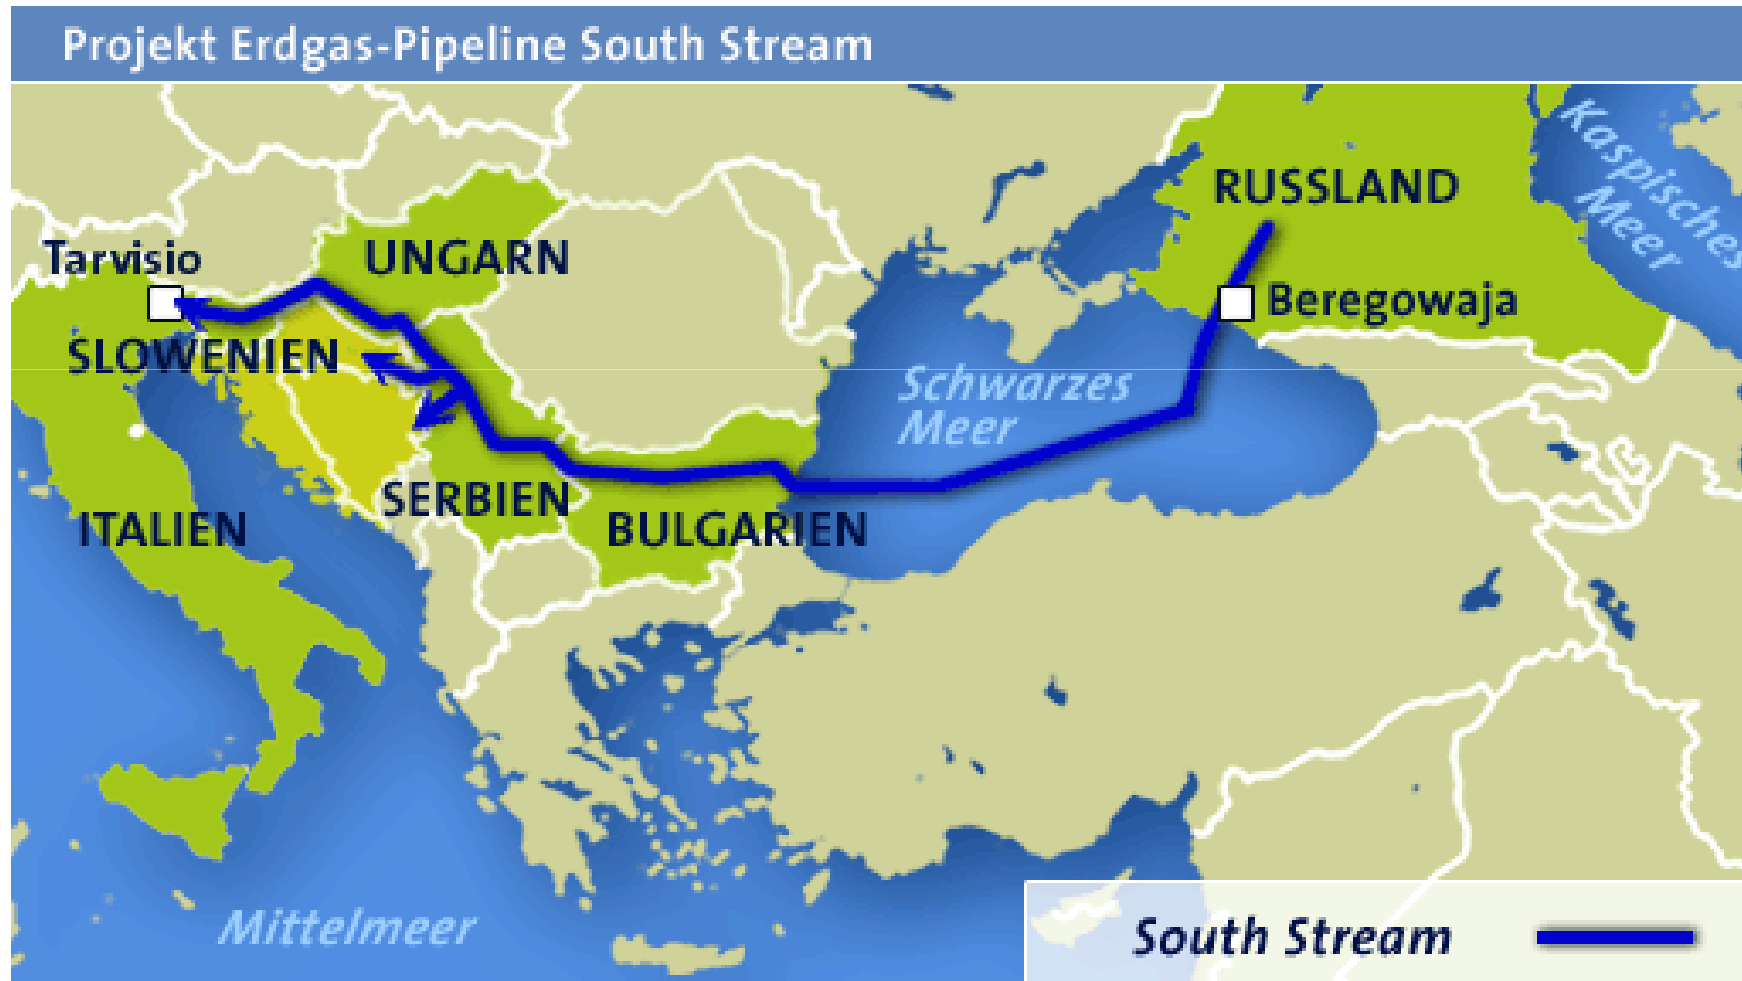 Projekt Erdgas-Pipeline South Stream
Kaspisches
Meer
RUSSLAND
Tarvisio
UNGARN
Beregowaja
SLOWENIEN
Schwarzes
Meer
SERBIEN
ITALIEN
BULGARIEN
Mittelmeer
South Stream